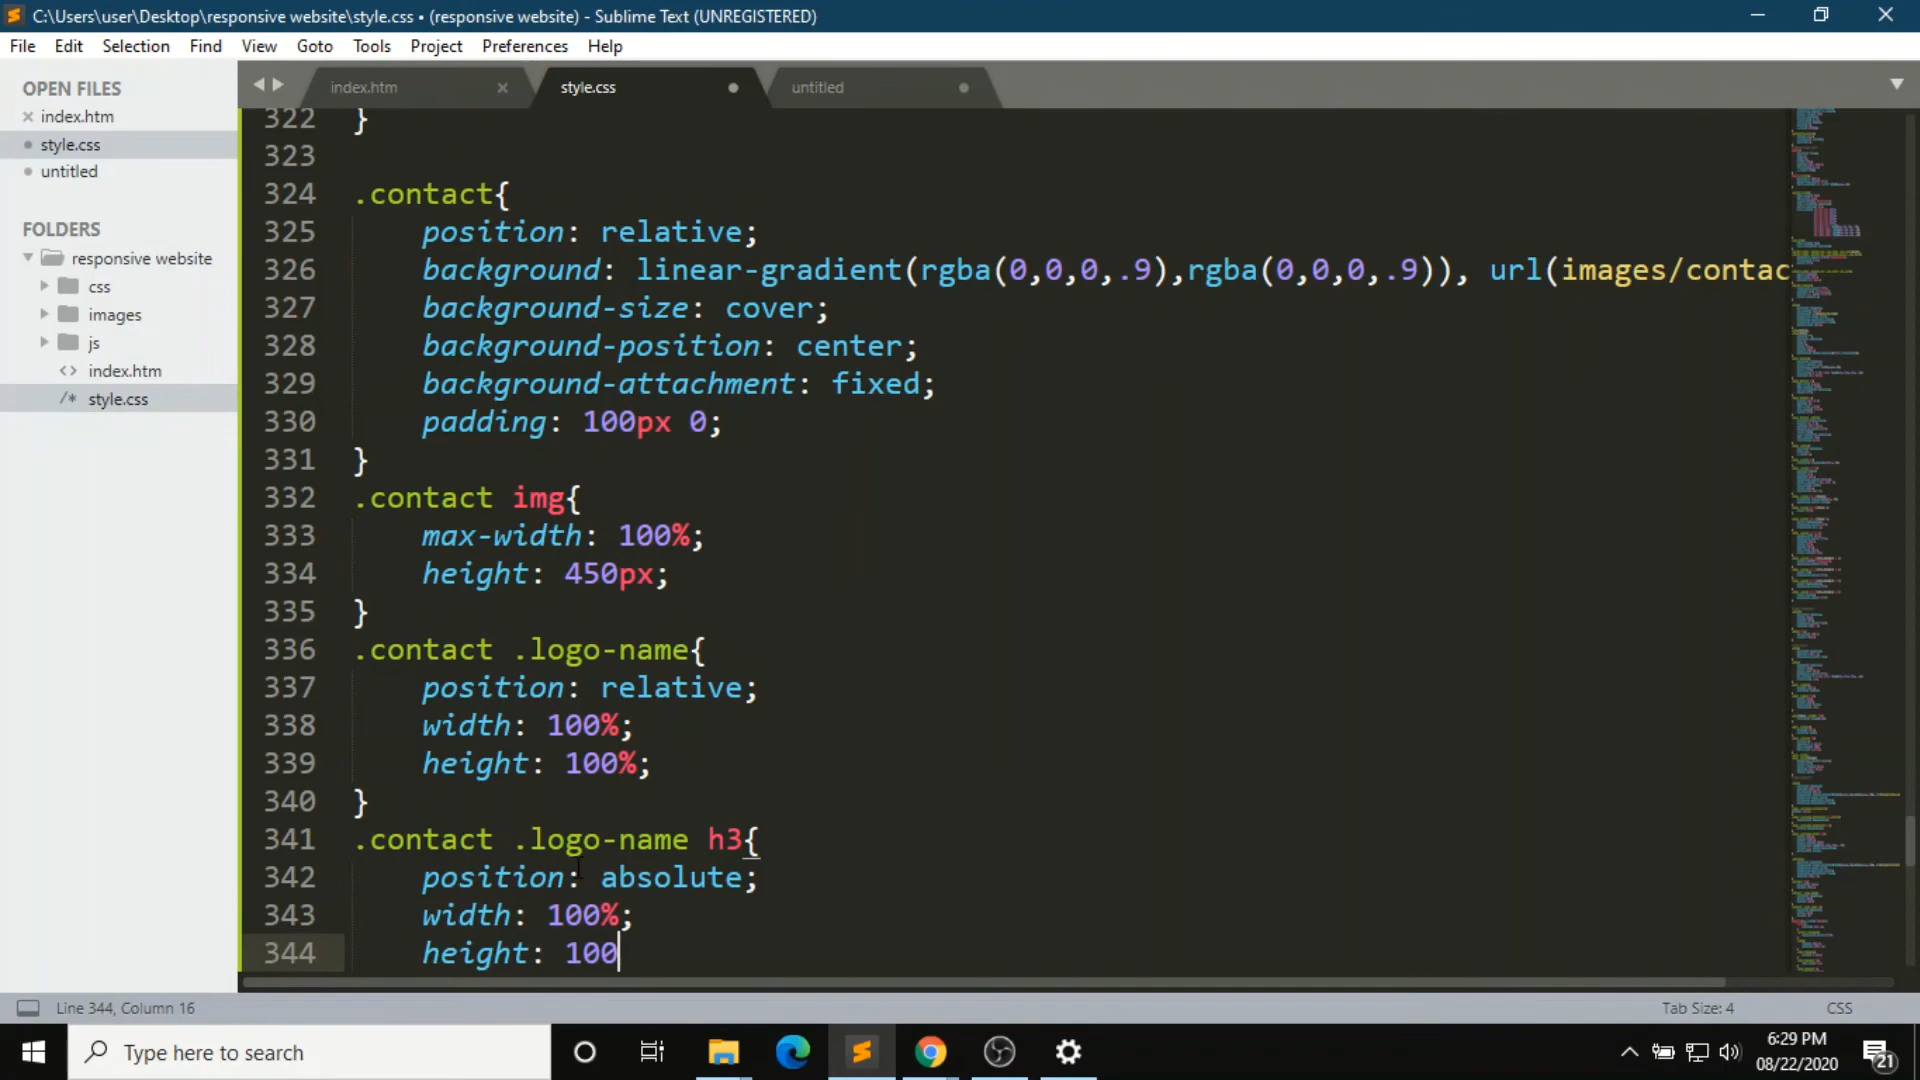 C:\Users\user\Desktop\responsive website\style.css • (responsive website) - Sublime Text (UNREGISTERED)
File Edit Selection Find View Goto Tools Project Preferences Help
OPEN FILES
index.htm
style.css
untitled
FOLDERS
responsive website
css
images
js
<> index.htm
/* style.css
index.htm style.css untitled
322 }
323
324 .contact{
325 position: relative;
326 background: linear-gradient(rgba(0,0,0,.9),rgba(0,0,0,.9)), url(images/contac
327 background-size: cover;
328 background-position: center;
329 background-attachment: fixed;
330 padding: 100px 0;
331 }
332 .contact img{
333 max-width: 100%;
334 height: 450px;
335 }
336 .contact .logo-name{
337 position: relative;
338 width: 100%;
339 height: 100%;
340 }
341 .contact .logo-name h3{
342 position: absolute;
343 width: 100%;
344 height: 100
Line 344, Column 16 Tab Size: 4 CSS
Type here to search
6:29 PM
08/22/2020
21